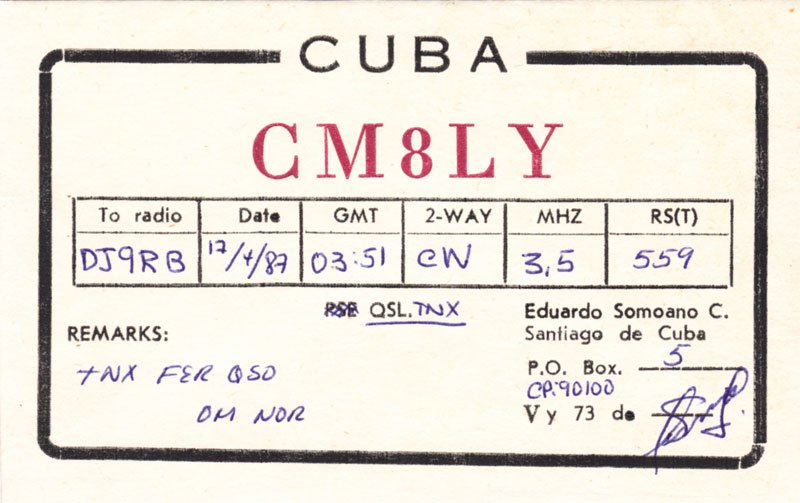 CUBA
CM8LY
To radio Date GMT 2-WAY MHZ RS(T)
DJ9RB 17/4/87 03:51 CW 3,5 559
PSE QSL. TNX
Eduardo Somoano C.
Santiago de Cuba
REMARKS:
TNX FER QSO
OM NOR
P.O. Box. 5
CP:90100
Vy 73 de